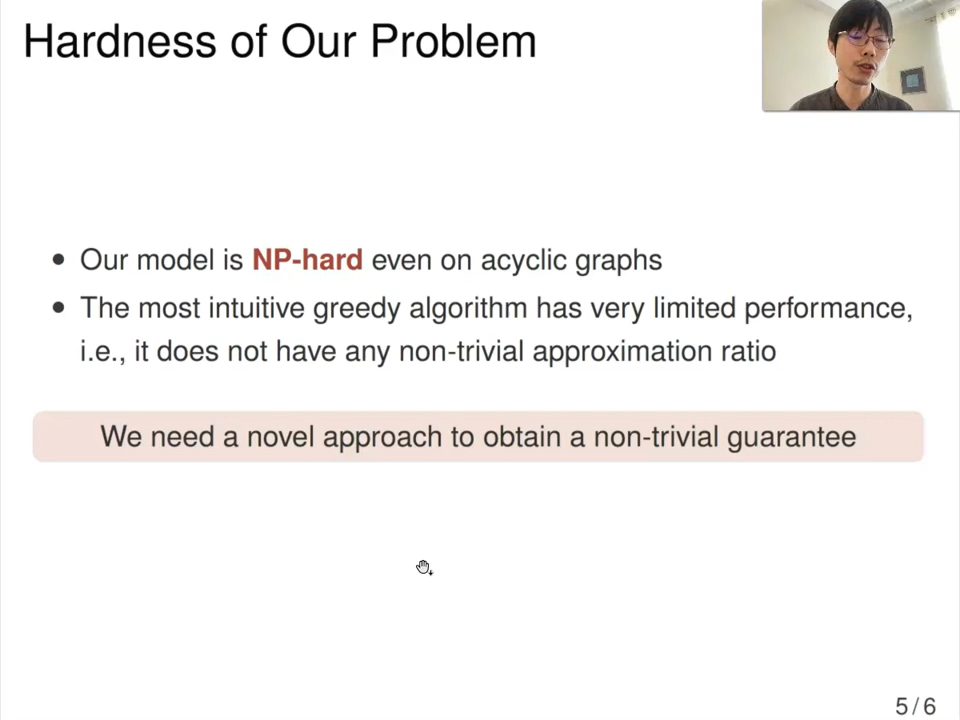 Hardness of Our Problem
• Our model is NP-hard even on acyclic graphs
• The most intuitive greedy algorithm has very limited performance,
i.e., it does not have any non-trivial approximation ratio
We need a novel approach to obtain a non-trivial guarantee
5 / 6